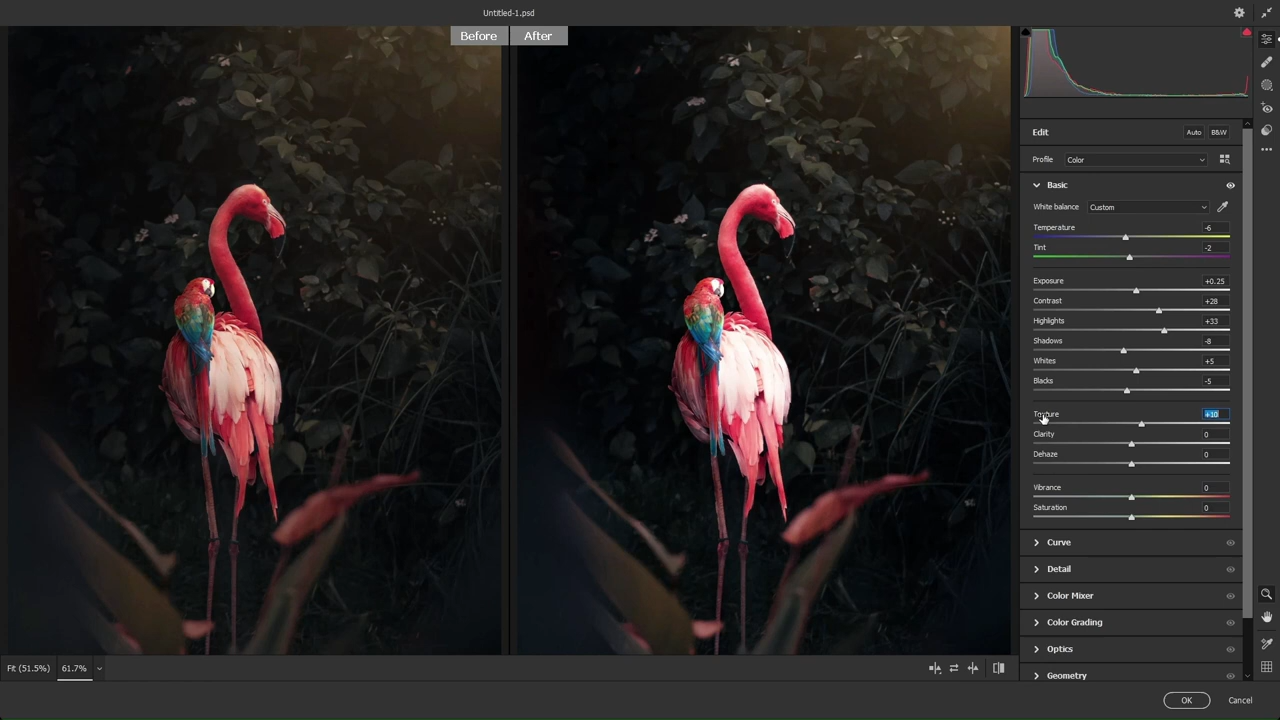 Untitled-1.psd
Before After
Edit Auto B&W
Profile Color
Basic
White balance Custom
Temperature -6
Tint -2
Exposure +0.25
Contrast +28
Highlights +33
Shadows -8
Whites +5
Blacks -5
Texture +10
Clarity 0
Dehaze 0
Vibrance 0
Saturation 0
Curve
Detail
Color Mixer
Color Grading
Optics
Geometry
Fit (51.5%) 61.7%
OK Cancel